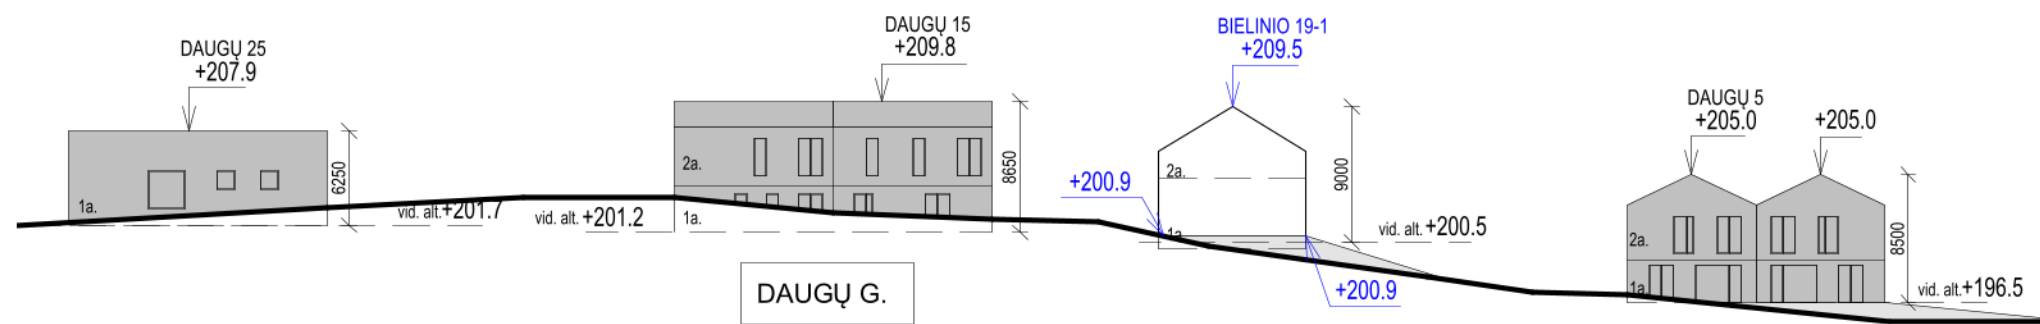 DAUGŲ 25
+207.9
1a.
6250
vid. alt.+201.7
DAUGŲ 15
+209.8
2a.
1a.
8650
vid. alt.+201.2
DAUGŲ G.
BIELINIO 19-1
+209.5
+200.9
2a.
1a
9000
vid. alt.+200.5
+200.9
DAUGŲ 5
+205.0
+205.0
2a.
1a.
8500
vid. alt.+196.5